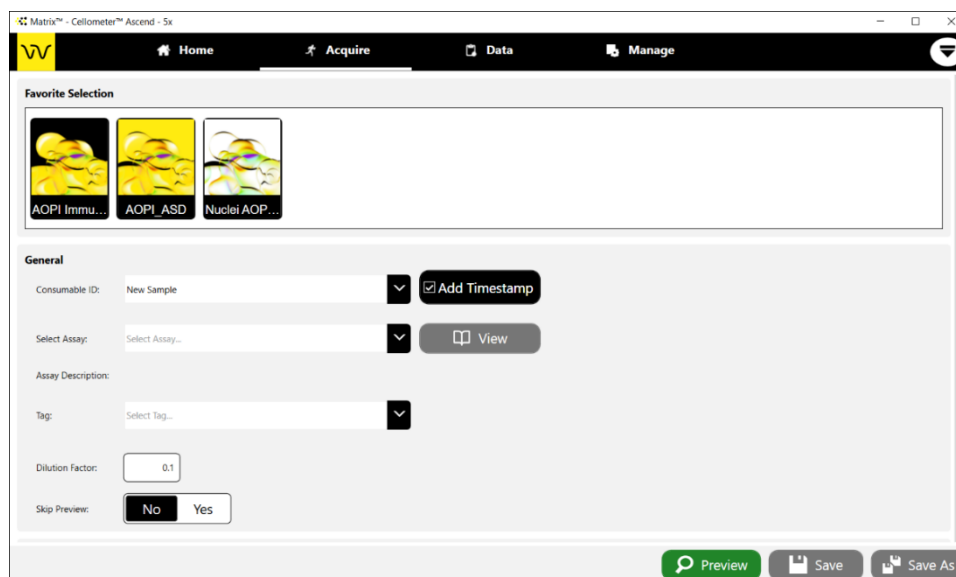 Matrix™ - Cellometer™ Ascend - 5x
Home Acquire Data Manage
Favorite Selection
AOPI Immu... AOPI_ASD Nuclei AOP...
General
Consumable ID: New Sample Add Timestamp
Select Assay: Select Assay... View
Assay Description:
Tag: Select Tag...
Dilution Factor: 0.1
Skip Preview: No Yes
Preview Save Save As